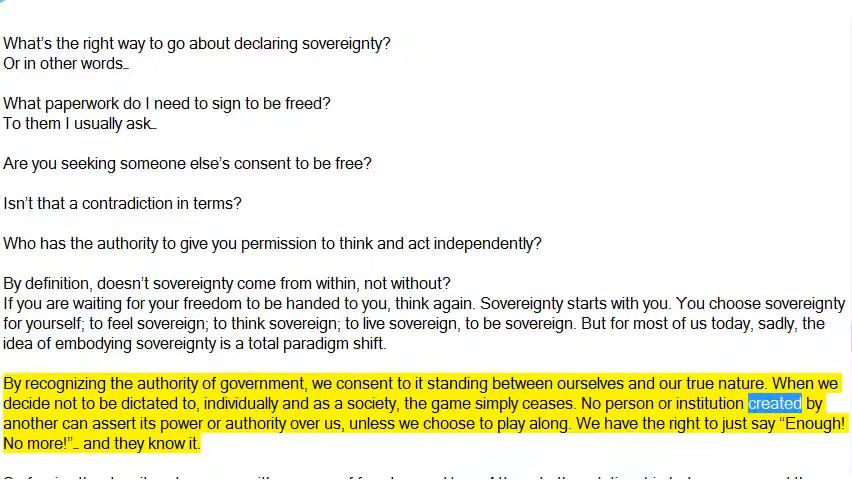 What's the right way to go about declaring sovereignty?
Or in other words…
What paperwork do I need to sign to be freed?
To them I usually ask…
Are you seeking someone else's consent to be free?
Isn't that a contradiction in terms?
Who has the authority to give you permission to think and act independently?
By definition, doesn't sovereignty come from within, not without?
If you are waiting for your freedom to be handed to you, think again. Sovereignty starts with you. You choose sovereignty
for yourself; to feel sovereign; to think sovereign; to live sovereign, to be sovereign. But for most of us today, sadly, the
idea of embodying sovereignty is a total paradigm shift.
By recognizing the authority of government, we consent to it standing between ourselves and our true nature. When we
decide not to be dictated to, individually and as a society, the game simply ceases. No person or institution created by
another can assert its power or authority over us, unless we choose to play along. We have the right to just say “Enough!
No more!”… and they know it.